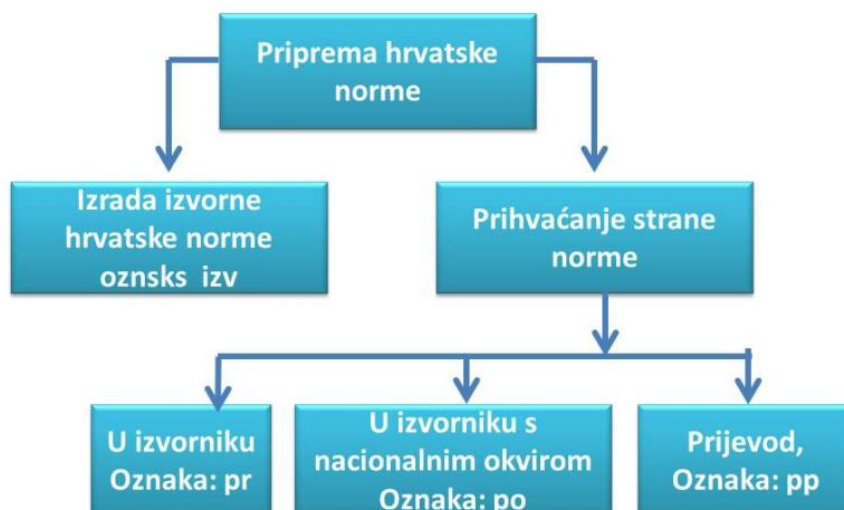 Priprema hrvatske
norme
Izrada izvorne
hrvatske norme
oznsks izv
Prihvaćanje strane
norme
U izvorniku
Oznaka: pr
U izvorniku s
nacionalnim okvirom
Oznaka: po
Prijevod,
Oznaka: pp